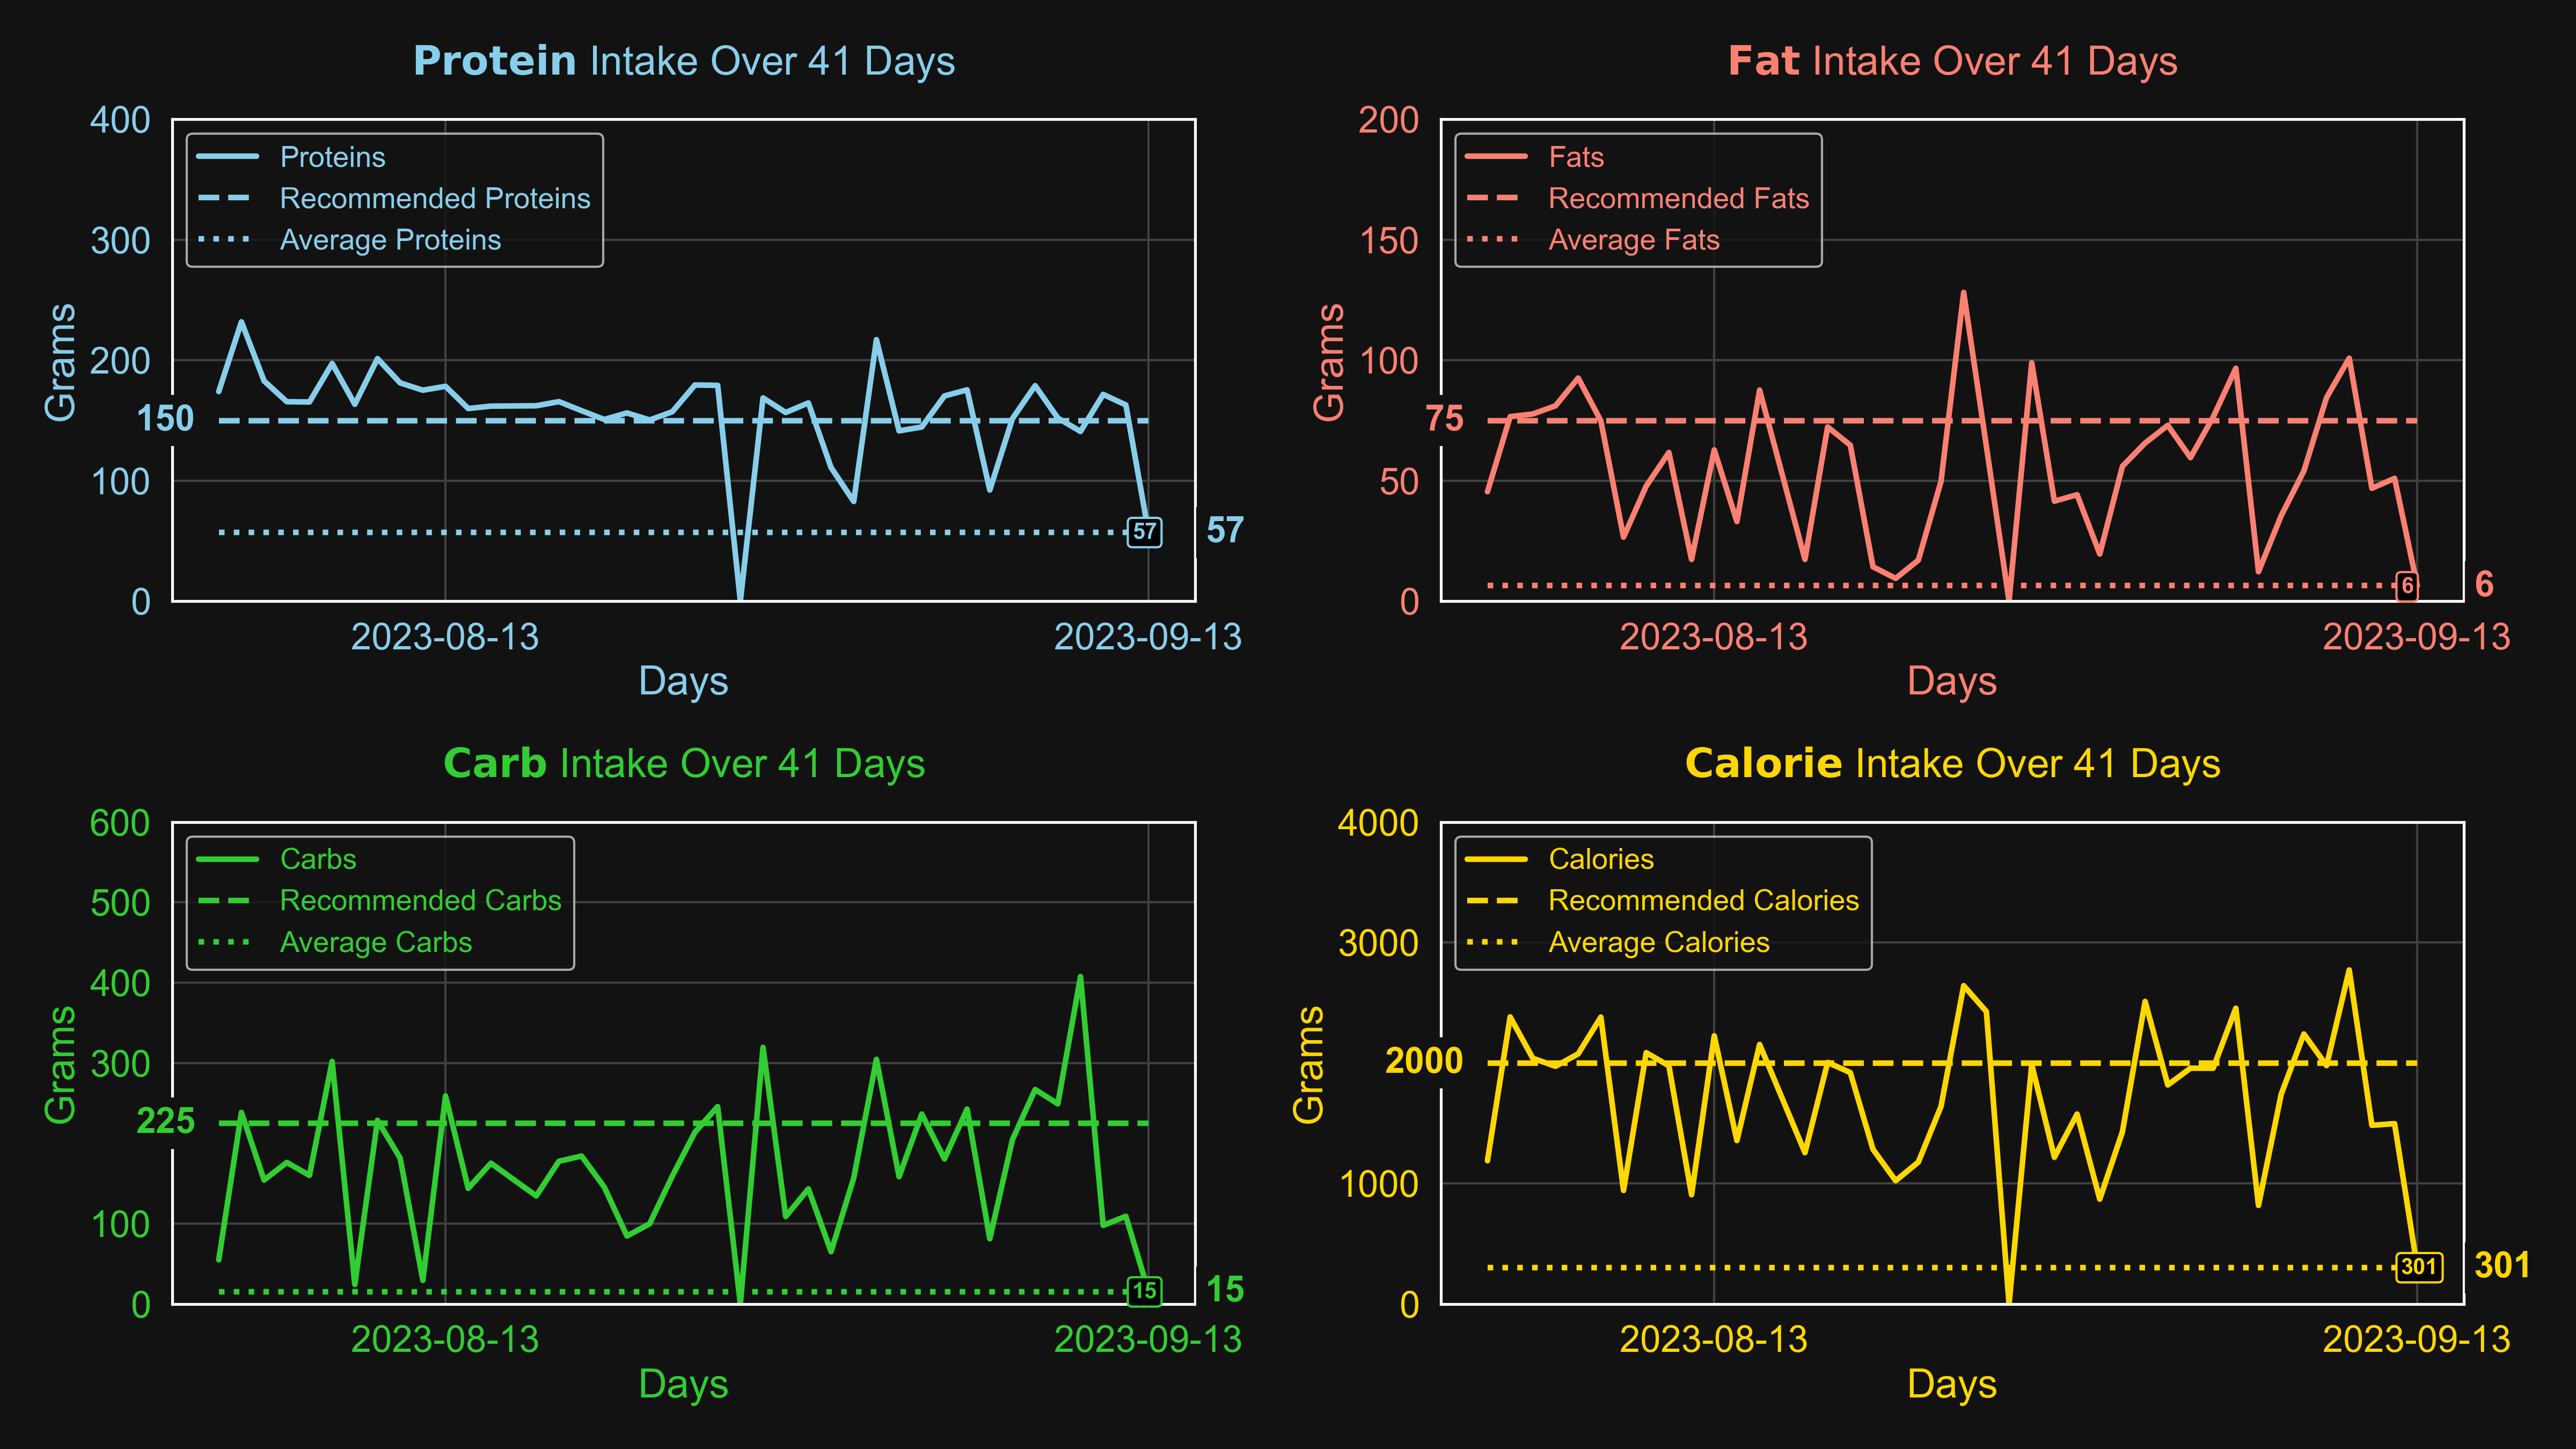 Protein Intake Over 41 Days
400
300
200
150
100
0
Grams
Proteins
Recommended Proteins
Average Proteins
57
57
2023-08-13
2023-09-13
Days
Fat Intake Over 41 Days
200
150
100
75
50
0
Grams
Fats
Recommended Fats
Average Fats
6
6
2023-08-13
2023-09-13
Days
Carb Intake Over 41 Days
600
500
400
300
225
100
0
Grams
Carbs
Recommended Carbs
Average Carbs
15
15
2023-08-13
2023-09-13
Days
Calorie Intake Over 41 Days
4000
3000
2000
1000
0
Grams
Calories
Recommended Calories
Average Calories
301
301
2023-08-13
2023-09-13
Days